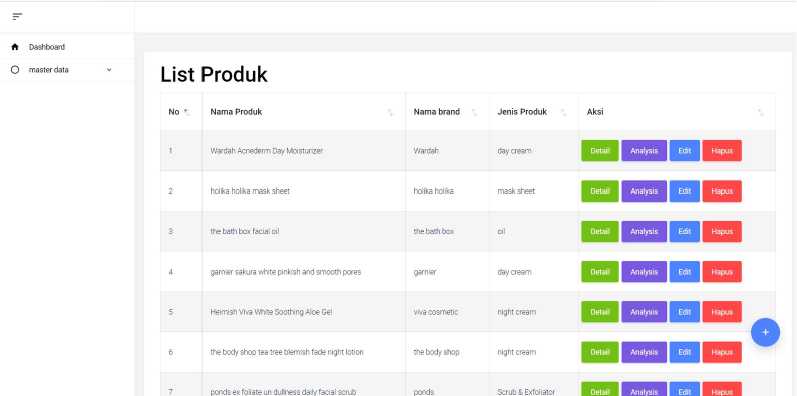 Dashboard
master data
List Produk
No Nama Produk Nama brand Jenis Produk Aksi
1 Wardah Acnederm Day Moisturizer Wardah day cream Detail Analysis Edit Hapus
2 holika holika mask sheet holika holika mask sheet Detail Analysis Edit Hapus
3 the bath box facial oil the bath box oil Detail Analysis Edit Hapus
4 garnier sakura white pinkish and smooth pores garnier day cream Detail Analysis Edit Hapus
5 Heimish Viva White Soothing Aloe Gel viva cosmetic night cream Detail Analysis Edit Hapus
6 the body shop tea tree blemish fade night lotion the body shop night cream Detail Analysis Edit Hapus
7 ponds ex foliate un dullness daily facial scrub ponds Scrub & Exfoliator Detail Analysis Edit Hapus